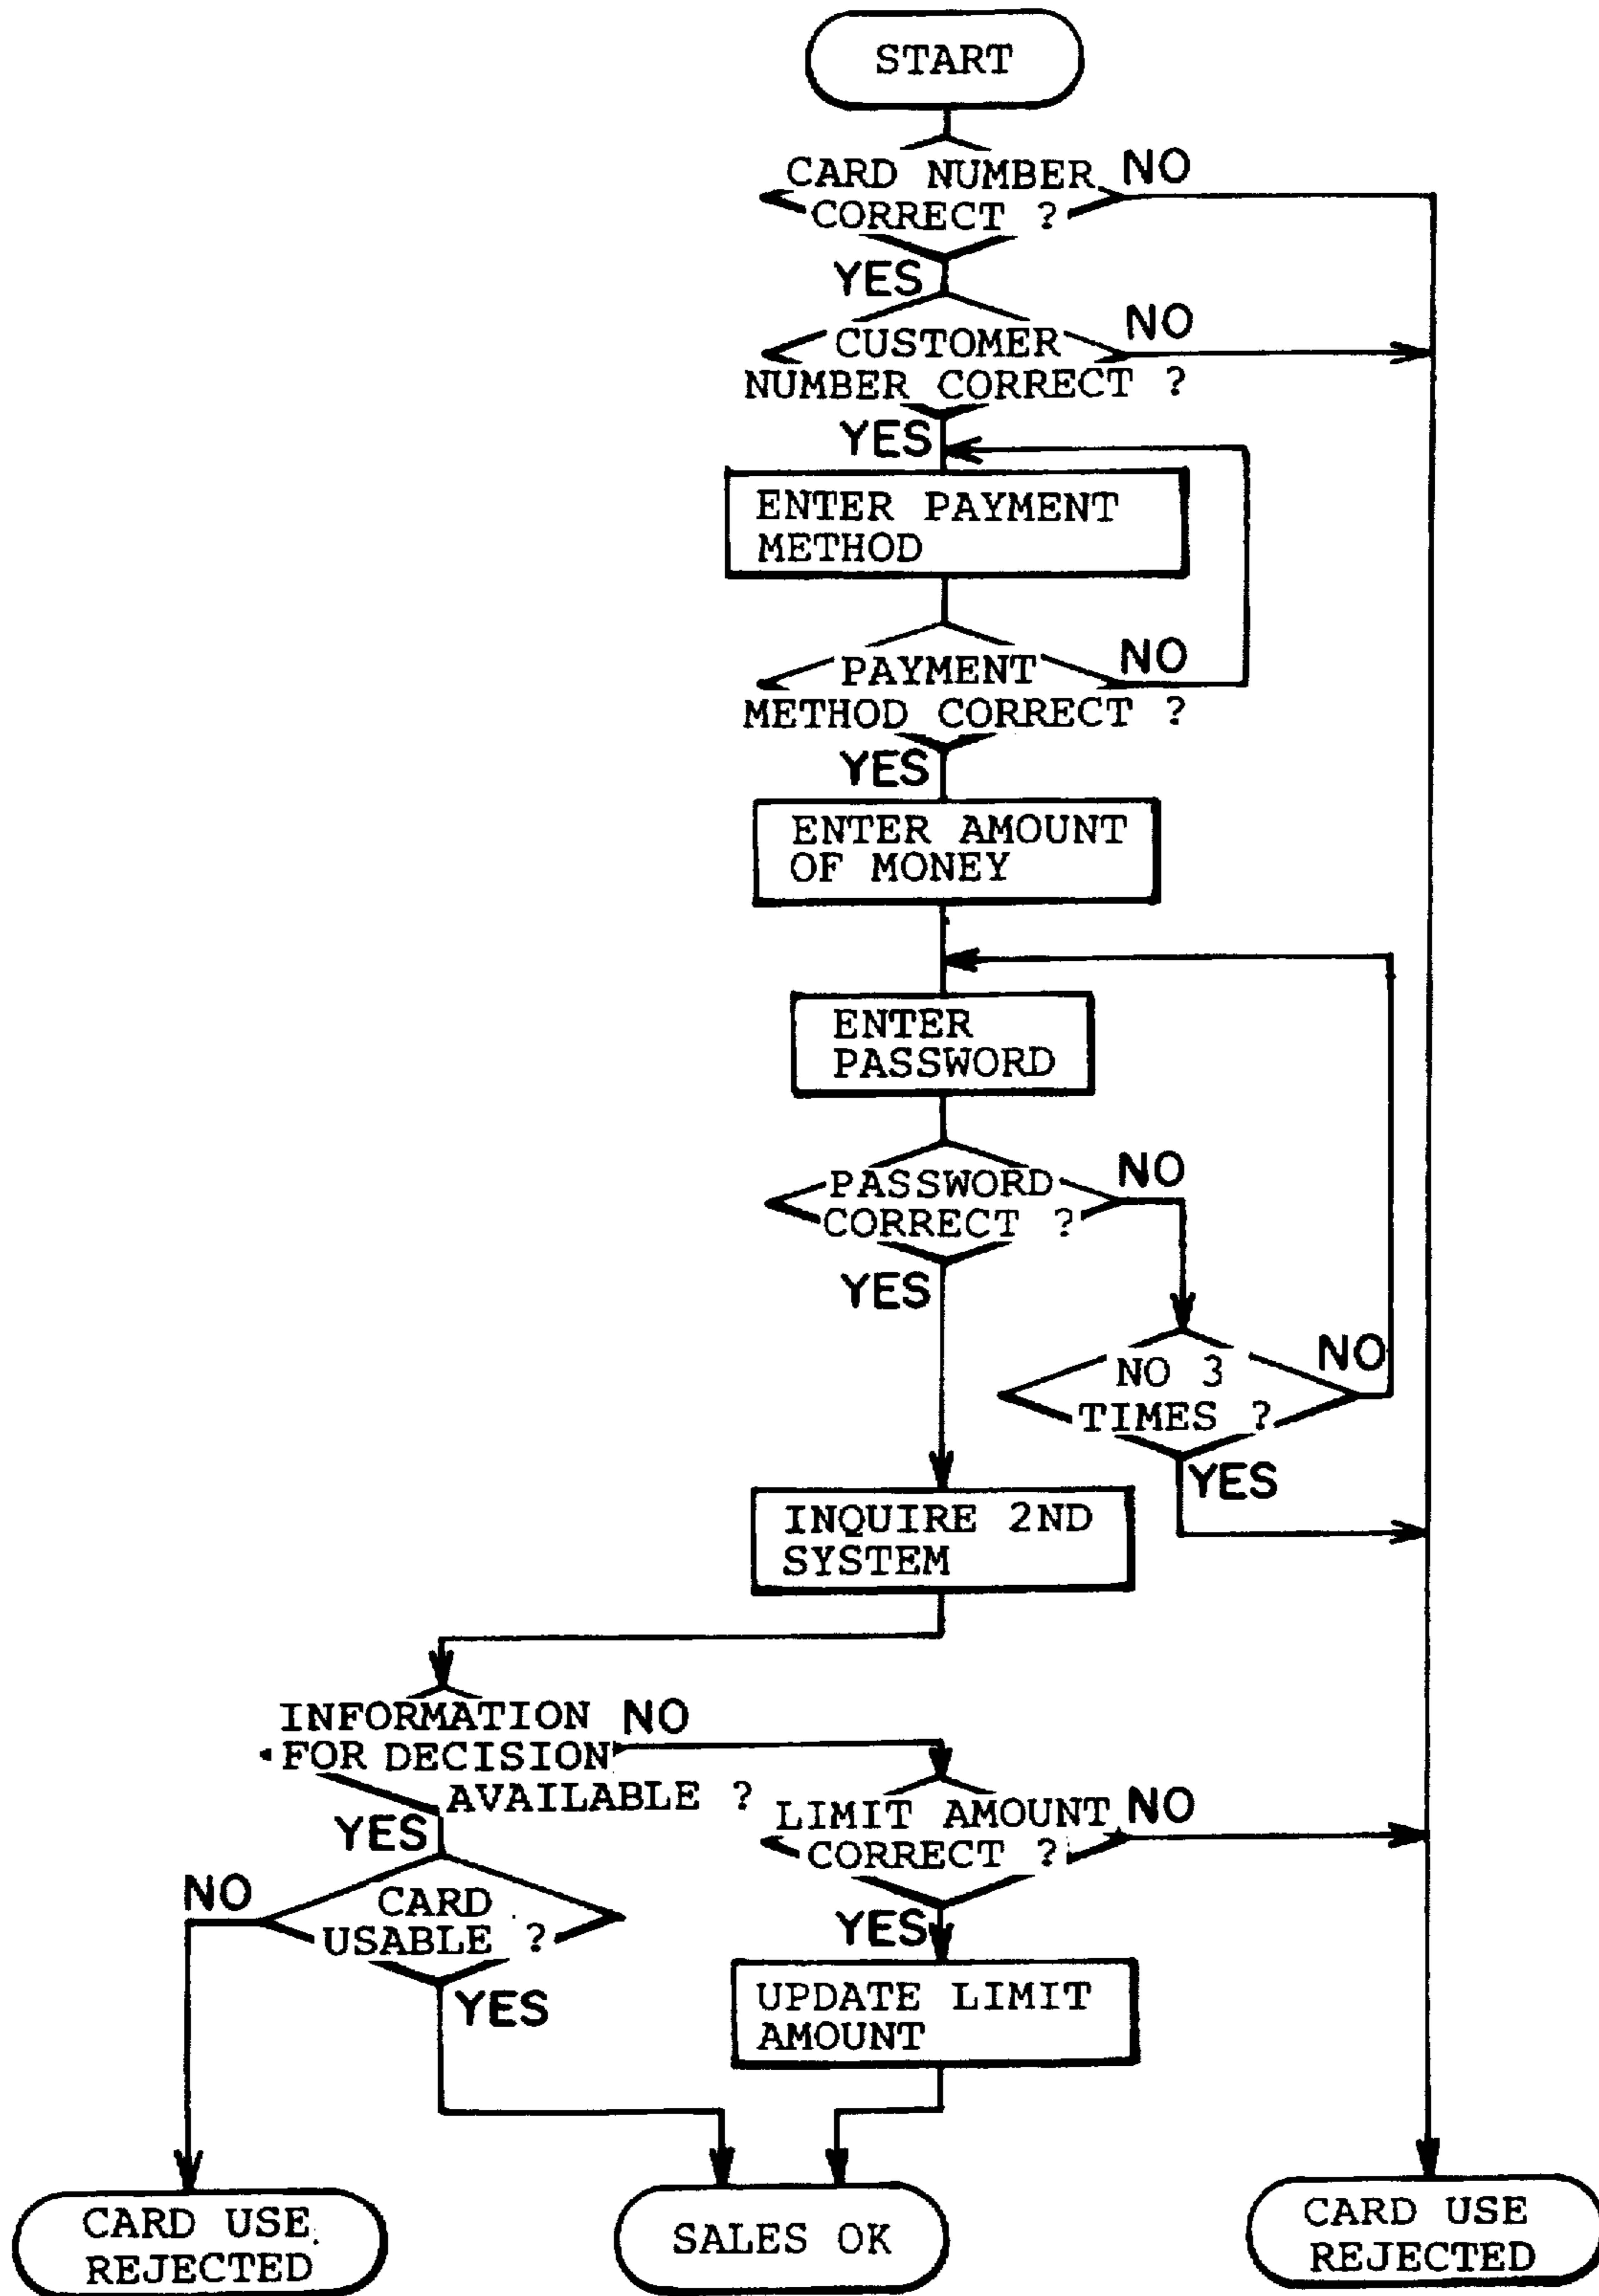 START
CARD NUMBER
CORRECT ?
NO
YES
CUSTOMER
NUMBER CORRECT ?
NO
YES
ENTER PAYMENT
METHOD
PAYMENT
METHOD CORRECT ?
NO
YES
ENTER AMOUNT
OF MONEY
ENTER
PASSWORD
PASSWORD
CORRECT ?
NO
YES
NO 3
TIMES ?
NO
YES
INQUIRE 2ND
SYSTEM
INFORMATION
FOR DECISION
AVAILABLE ?
NO
YES
LIMIT AMOUNT
CORRECT ?
NO
YES
CARD
USABLE ?
NO
YES
UPDATE LIMIT
AMOUNT
CARD USE
REJECTED
SALES OK
CARD USE
REJECTED